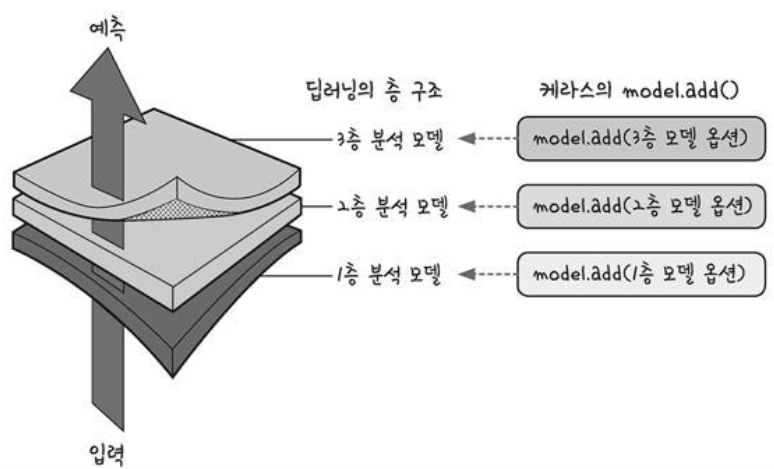 예측
딥러닝의 층 구조
케라스의 model.add()
3층 분석 모델
model.add(3층 모델 옵션)
2층 분석 모델
model.add(2층 모델 옵션)
1층 분석 모델
model.add(1층 모델 옵션)
입력